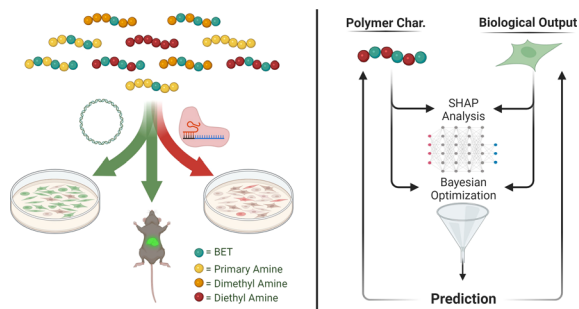 = BET
= Primary Amine
= Dimethyl Amine
= Diethyl Amine
Polymer Char.
Biological Output
SHAP
Analysis
Bayesian
Optimization
Prediction